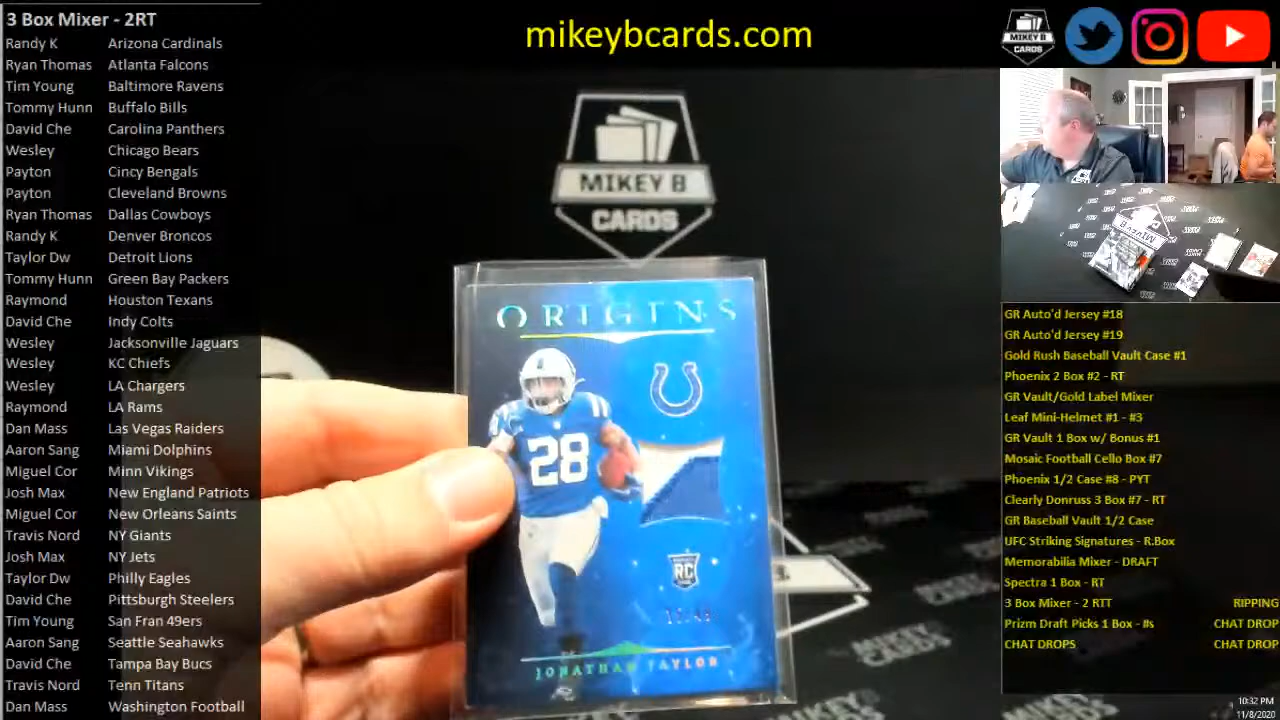 3 Box Mixer - 2RT
Randy K Arizona Cardinals
Ryan Thomas Atlanta Falcons
Tim Young Baltimore Ravens
Tommy Hunn Buffalo Bills
David Che Carolina Panthers
Wesley Chicago Bears
Payton Cincy Bengals
Payton Cleveland Browns
Ryan Thomas Dallas Cowboys
Randy K Denver Broncos
Taylor Dw Detroit Lions
Tommy Hunn Green Bay Packers
Raymond Houston Texans
David Che Indy Colts
Wesley Jacksonville Jaguars
Wesley KC Chiefs
Wesley LA Chargers
Raymond LA Rams
Dan Mass Las Vegas Raiders
Aaron Sang Miami Dolphins
Miguel Cor Minn Vikings
Josh Max New England Patriots
Miguel Cor New Orleans Saints
Travis Nord NY Giants
Josh Max NY Jets
Taylor Dw Philly Eagles
David Che Pittsburgh Steelers
Tim Young San Fran 49ers
Aaron Sang Seattle Seahawks
David Che Tampa Bay Bucs
Travis Nord Tenn Titans
Dan Mass Washington Football
mikeybcards.com
MIKEY B
CARDS
ORIGINS
28
RC
JONATHAN TAYLOR
MIKEY B
CARDS
MIKEY B
GR Auto'd Jersey #18
GR Auto'd Jersey #19
Gold Rush Baseball Vault Case #1
Phoenix 2 Box #2 - RT
GR Vault/Gold Label Mixer
Leaf Mini-Helmet #1 - #3
GR Vault 1 Box w/ Bonus #1
Mosaic Football Cello Box #7
Phoenix 1/2 Case #8 - PYT
Clearly Donruss 3 Box #7 - RT
GR Baseball Vault 1/2 Case
UFC Striking Signatures - R.Box
Memorabilia Mixer - DRAFT
Spectra 1 Box - RT
3 Box Mixer - 2 RTT RIPPING
Prizm Draft Picks 1 Box - #s CHAT DROP
CHAT DROPS CHAT DROP
10:32 PM
11/8/2020